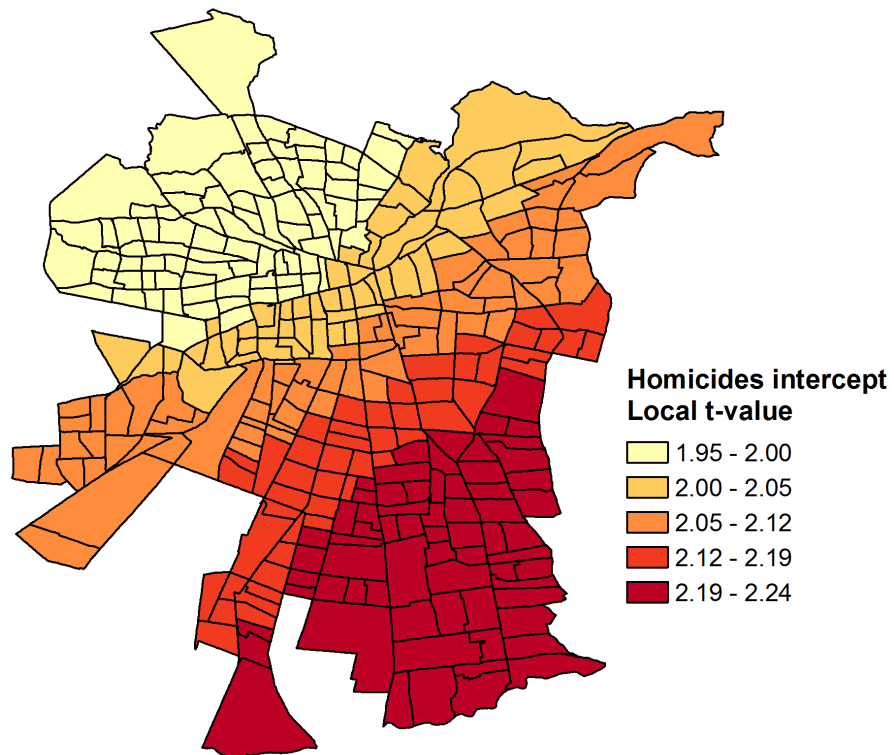 Homicides intercept
Local t-value
1.95 - 2.00
2.00 - 2.05
2.05 - 2.12
2.12 - 2.19
2.19 - 2.24